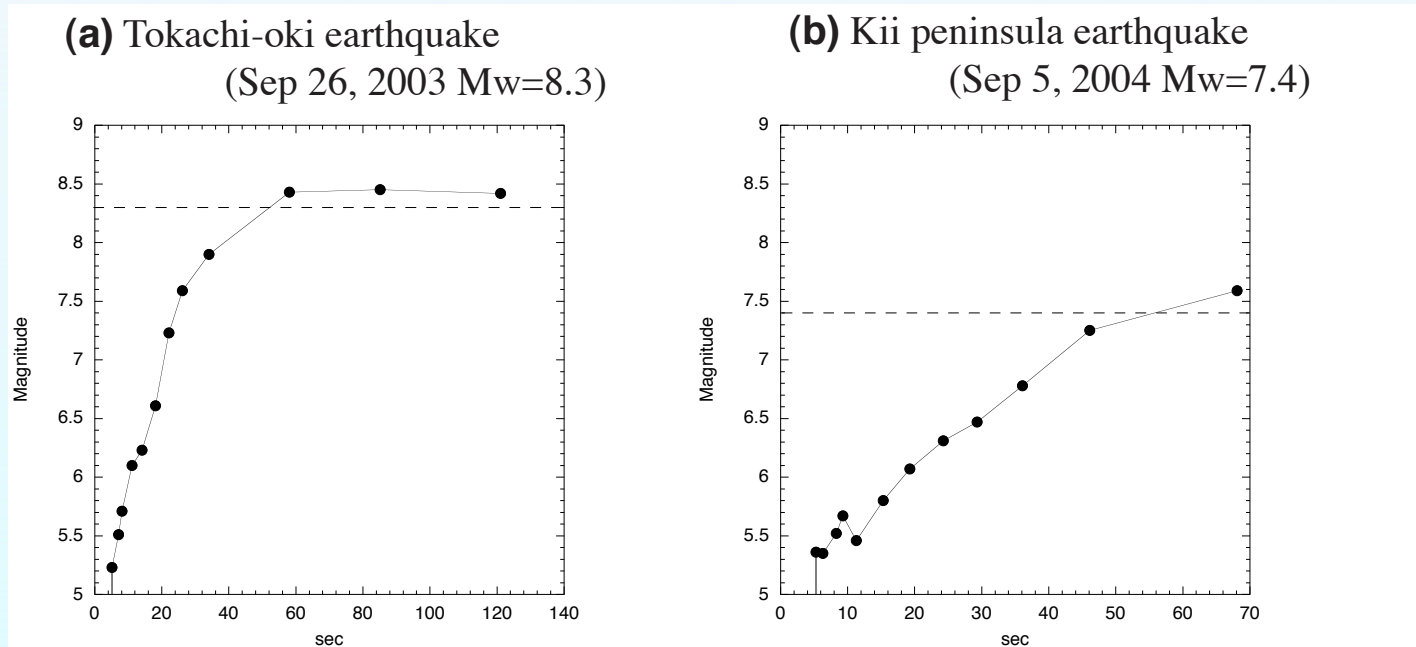 (a) Tokachi-oki earthquake
(Sep 26, 2003 Mw=8.3)
9
8.5
8
7.5
7
6.5
6
5.5
5
Magnitude
0 20 40 60 80 100 120 140
sec
(b) Kii peninsula earthquake
(Sep 5, 2004 Mw=7.4)
9
8.5
8
7.5
7
6.5
6
5.5
5
Magnitude
0 10 20 30 40 50 60 70
sec